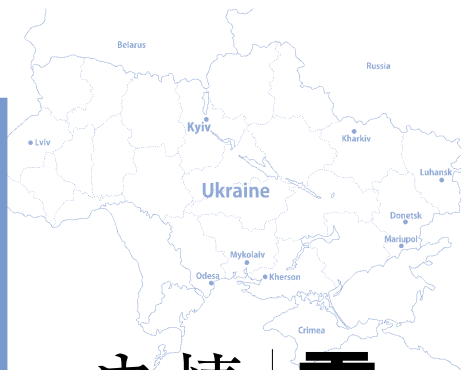 Belarus
Russia
Kyiv
Kharkiv
Lviv
Luhansk
Ukraine
Donetsk
Mariupol
Mykolaiv
Odesa
Kherson
Crimea